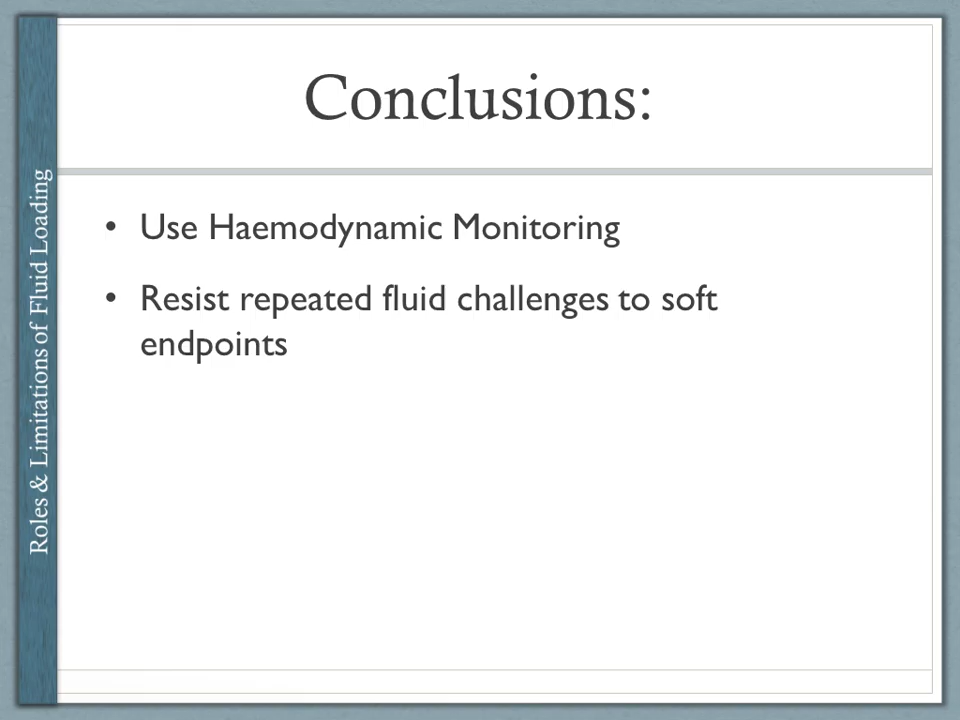 Conclusions:
Roles & Limitations of Fluid Loading
• Use Haemodynamic Monitoring
• Resist repeated fluid challenges to soft
endpoints